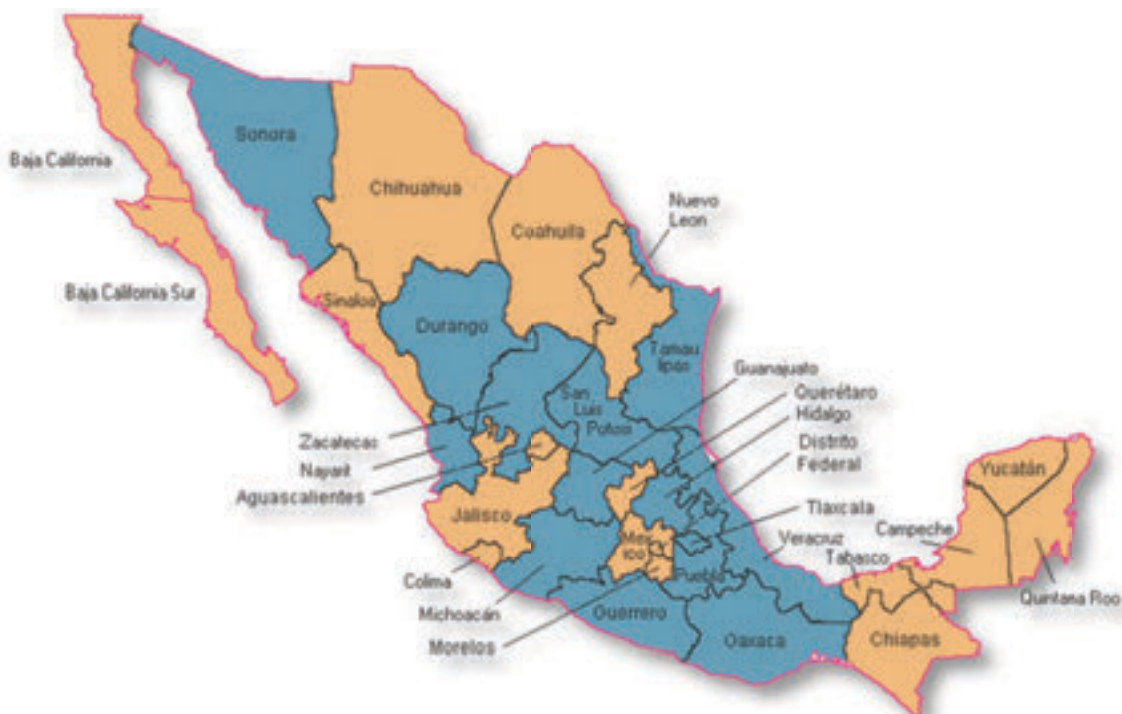 Sonora
Baja California
Chihuahua
Nuevo
Leon
Coahuila
Baja California Sur
Sinaloa
Durango
Tamau
lipas
Guanajuato
San
Luis
Potosi
Querétaro
Hidalgo
Zacatecas
Distrito
Federal
Nayarit
Aguascalientes
Yucatán
Tlaxcala
Jalisco
Campeche
Mex
ico
Veracruz
Tabasco
Colima
Puebla
Quintana Roo
Michoacán
Guerrero
Morelos
Oaxaca
Chiapas